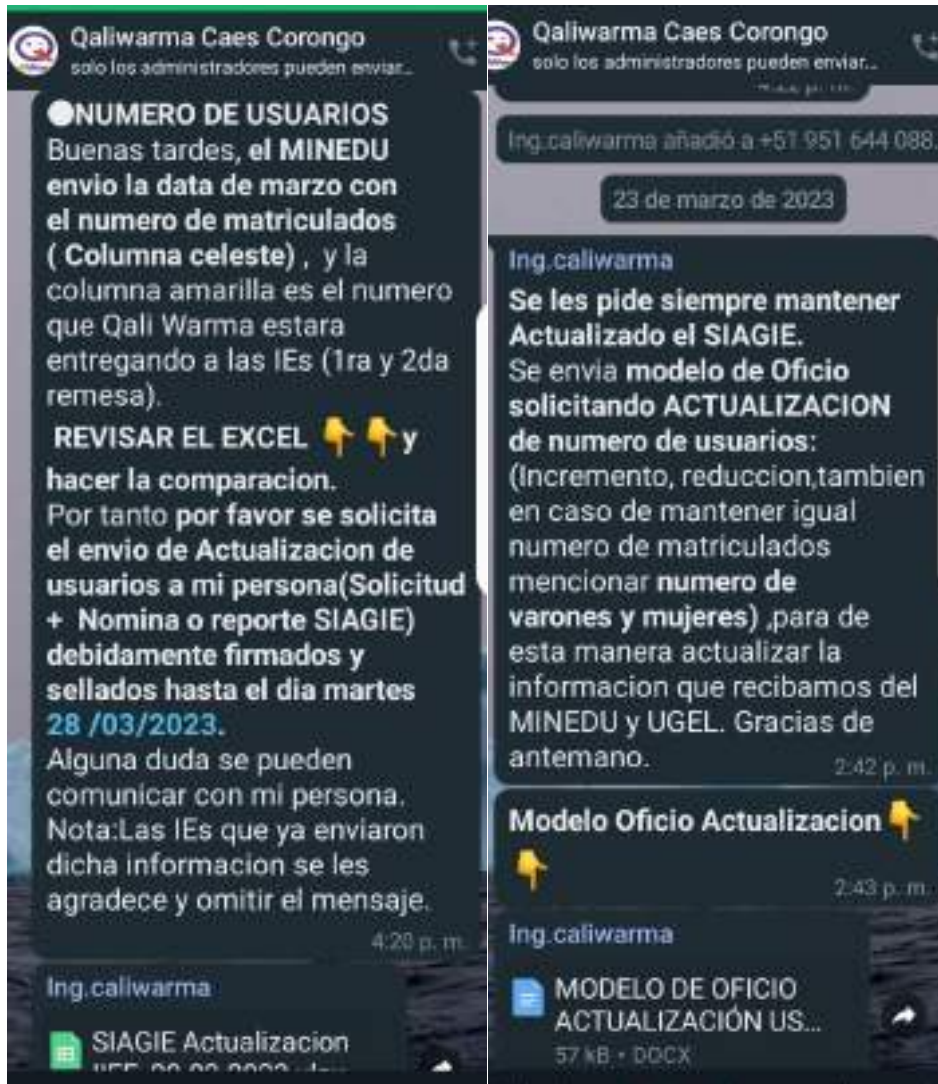 Qaliwarma Caes Corongo
solo los administradores pueden enviar...
●NUMERO DE USUARIOS
Buenas tardes, el MINEDU
envio la data de marzo con
el numero de matriculados
( Columna celeste) , y la
columna amarilla es el numero
que Qali Warma estara
entregando a las IEs (1ra y 2da
remesa).
REVISAR EL EXCEL 👇👇y
hacer la comparacion.
Por tanto por favor se solicita
el envio de Actualizacion de
usuarios a mi persona(Solicitud
+ Nomina o reporte SIAGIE)
debidamente firmados y
sellados hasta el dia martes
28 /03/2023.
Alguna duda se pueden
comunicar con mi persona.
Nota:Las IEs que ya enviaron
dicha informacion se les
agradece y omitir el mensaje.
4:20 p. m.
Ing.caliwarma
SIAGIE Actualizacion
Qaliwarma Caes Corongo
solo los administradores pueden enviar...
Ing.caliwarma añadió a +51 951 644 088.
23 de marzo de 2023
Ing.caliwarma
Se les pide siempre mantener
Actualizado el SIAGIE.
Se envia modelo de Oficio
solicitando ACTUALIZACION
de numero de usuarios:
(Incremento, reduccion,tambien
en caso de mantener igual
numero de matriculados
mencionar numero de
varones y mujeres) ,para de
esta manera actualizar la
informacion que recibamos del
MINEDU y UGEL. Gracias de
antemano.
2:42 p. m.
Modelo Oficio Actualizacion👇
👇
2:43 p. m.
Ing.caliwarma
MODELO DE OFICIO
ACTUALIZACIÓN US...
57 kB • DOCX